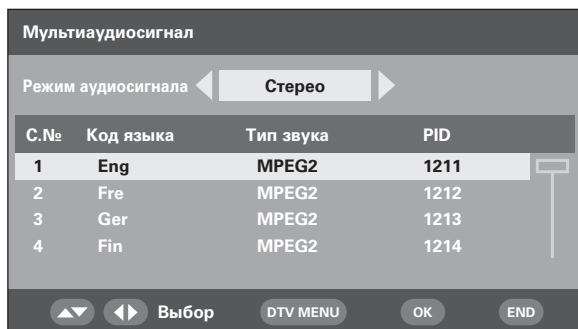 Мультиаудиосигнал
Режим аудиосигнала Стерео
С.№ Код языка Тип звука PID
1 Eng MPEG2 1211
2 Fre MPEG2 1212
3 Ger MPEG2 1213
4 Fin MPEG2 1214
Выбор DTV MENU OK END